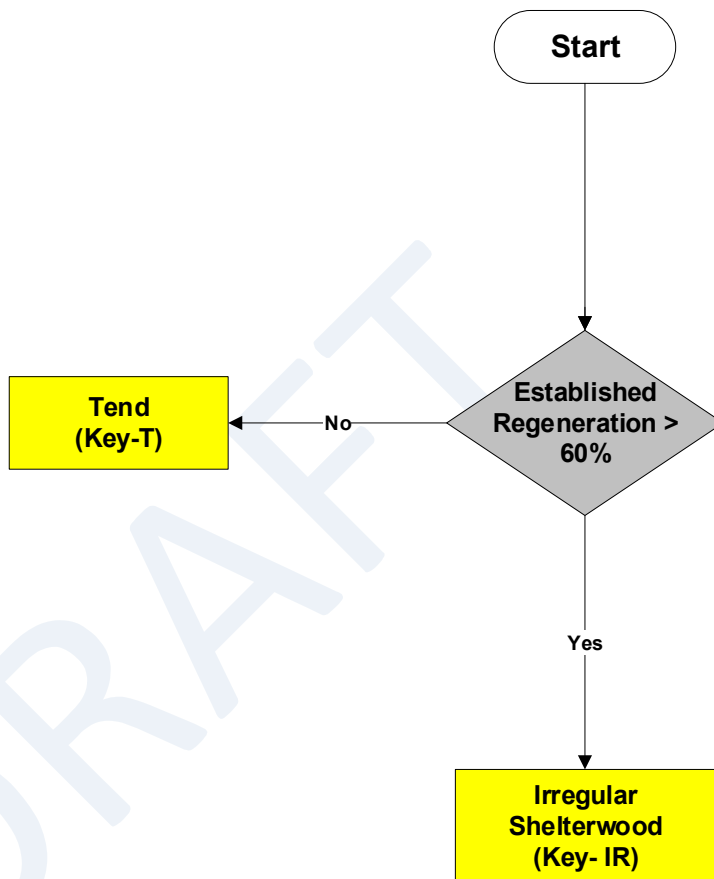 Start
Established
Regeneration >
60%
No
Tend
(Key-T)
Yes
Irregular
Shelterwood
(Key- IR)
DRAFT